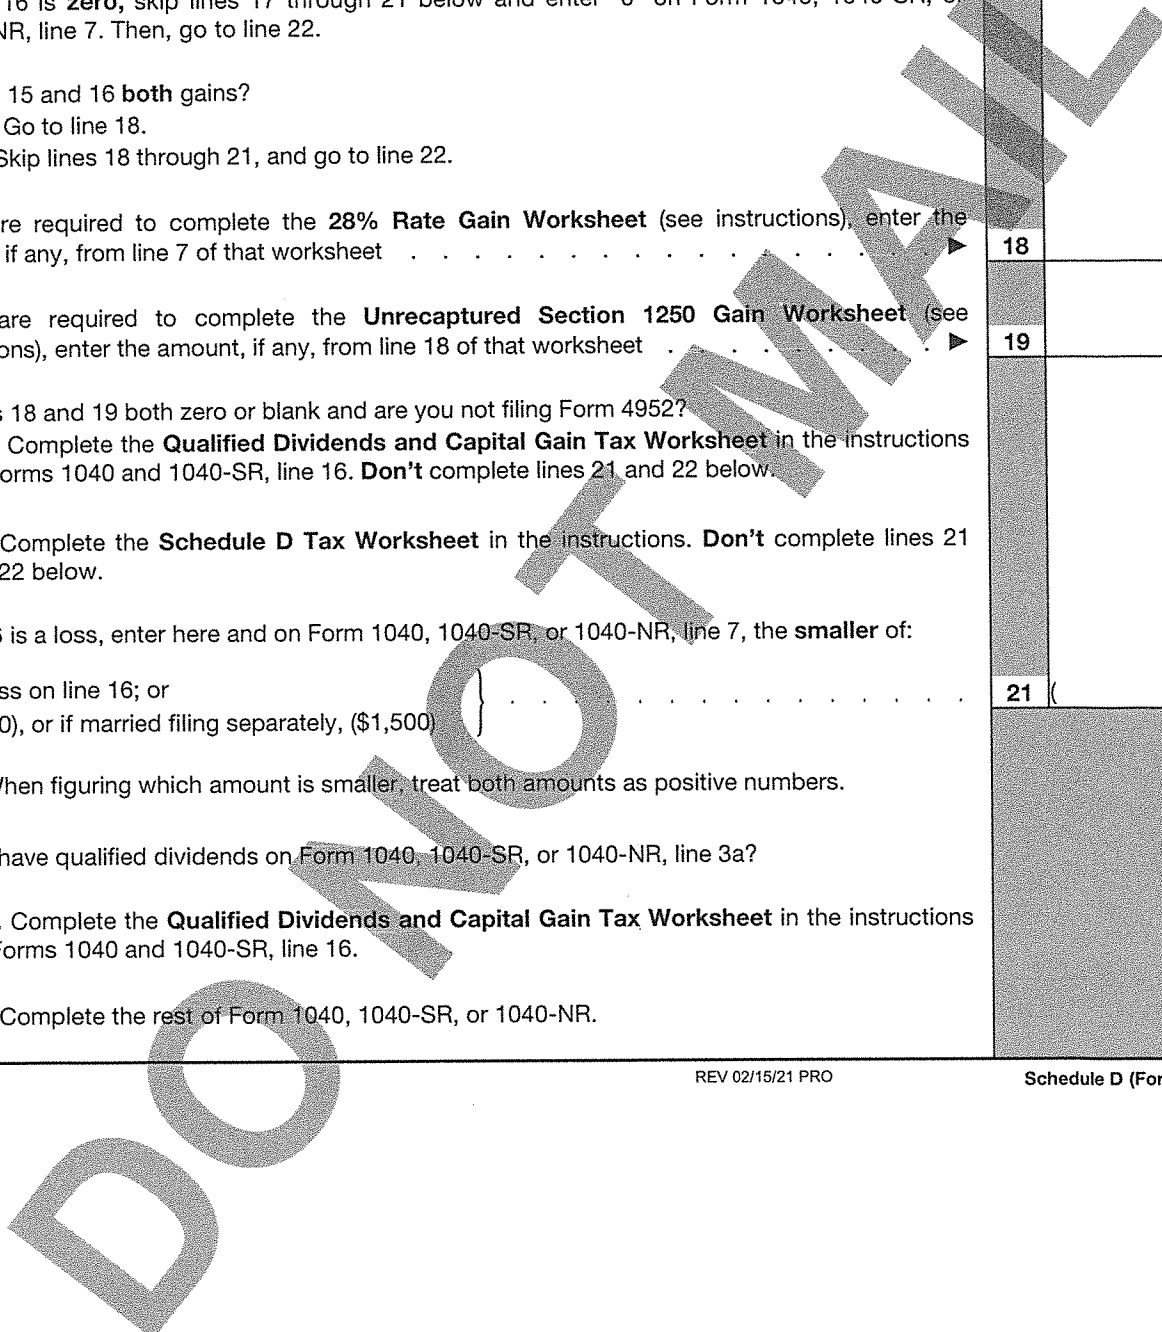 16 is zero, skip lines 17 through 21 below and enter -0- on Form 1040, 1040-SR, or
NR, line 7. Then, go to line 22.
15 and 16 both gains?
Go to line 18.
Skip lines 18 through 21, and go to line 22.
re required to complete the 28% Rate Gain Worksheet (see instructions), enter the
if any, from line 7 of that worksheet . . . . . . . . . . . . . . . . . ▶ 18
are required to complete the Unrecaptured Section 1250 Gain Worksheet (see
ons), enter the amount, if any, from line 18 of that worksheet . . . . . . . . . ▶ 19
s 18 and 19 both zero or blank and are you not filing Form 4952?
Complete the Qualified Dividends and Capital Gain Tax Worksheet in the instructions
orms 1040 and 1040-SR, line 16. Don't complete lines 21 and 22 below.
Complete the Schedule D Tax Worksheet in the instructions. Don't complete lines 21
22 below.
6 is a loss, enter here and on Form 1040, 1040-SR, or 1040-NR, line 7, the smaller of:
ss on line 16; or
0), or if married filing separately, ($1,500) } . . . . . . . . . . . . . . . 21 (
When figuring which amount is smaller, treat both amounts as positive numbers.
have qualified dividends on Form 1040, 1040-SR, or 1040-NR, line 3a?
. Complete the Qualified Dividends and Capital Gain Tax Worksheet in the instructions
Forms 1040 and 1040-SR, line 16.
Complete the rest of Form 1040, 1040-SR, or 1040-NR.
REV 02/15/21 PRO Schedule D (For
DO NOT MAIL